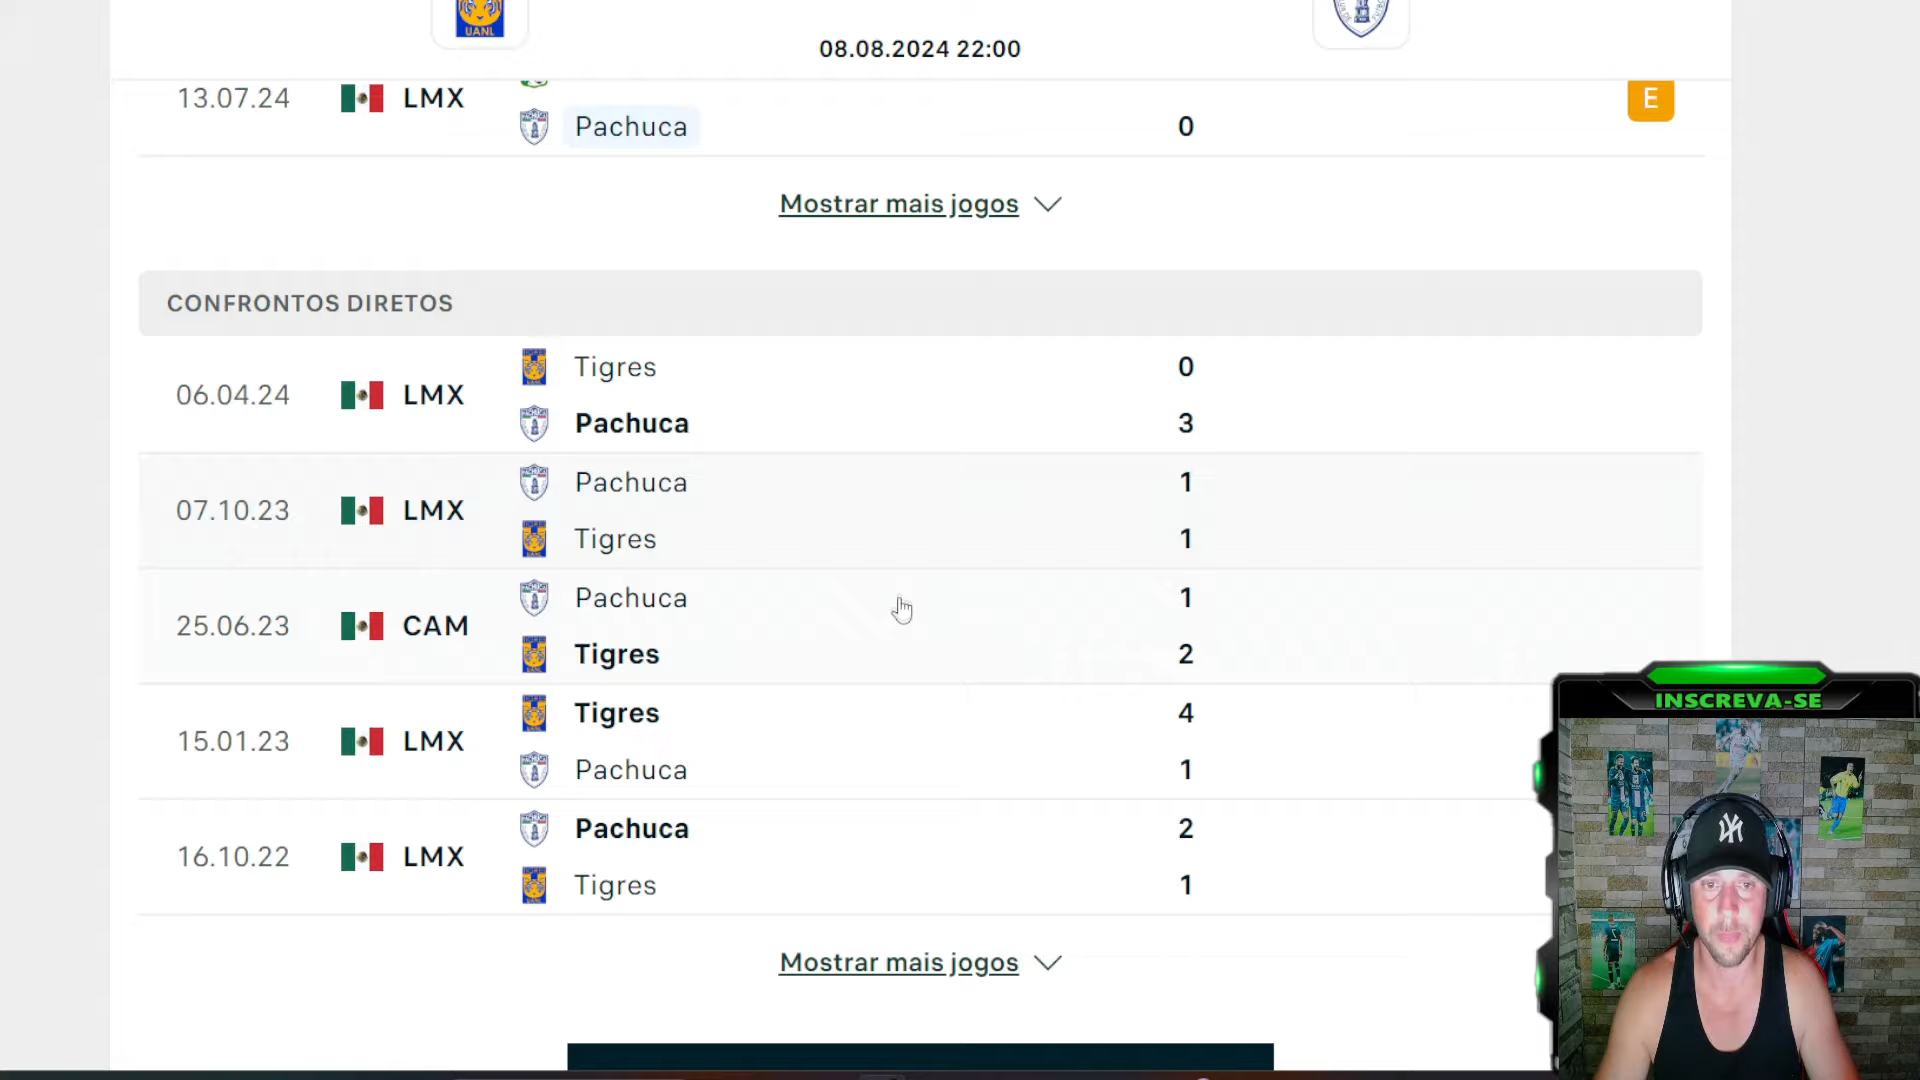 UANL
08.08.2024 22:00
13.07.24 LMX E
Pachuca 0
Mostrar mais jogos
CONFRONTOS DIRETOS
Tigres 0
06.04.24 LMX
Pachuca 3
Pachuca 1
07.10.23 LMX
Tigres 1
Pachuca 1
25.06.23 CAM
Tigres 2
Tigres 4
15.01.23 LMX
Pachuca 1
Pachuca 2
16.10.22 LMX
Tigres 1
Mostrar mais jogos
INSCREVA-SE